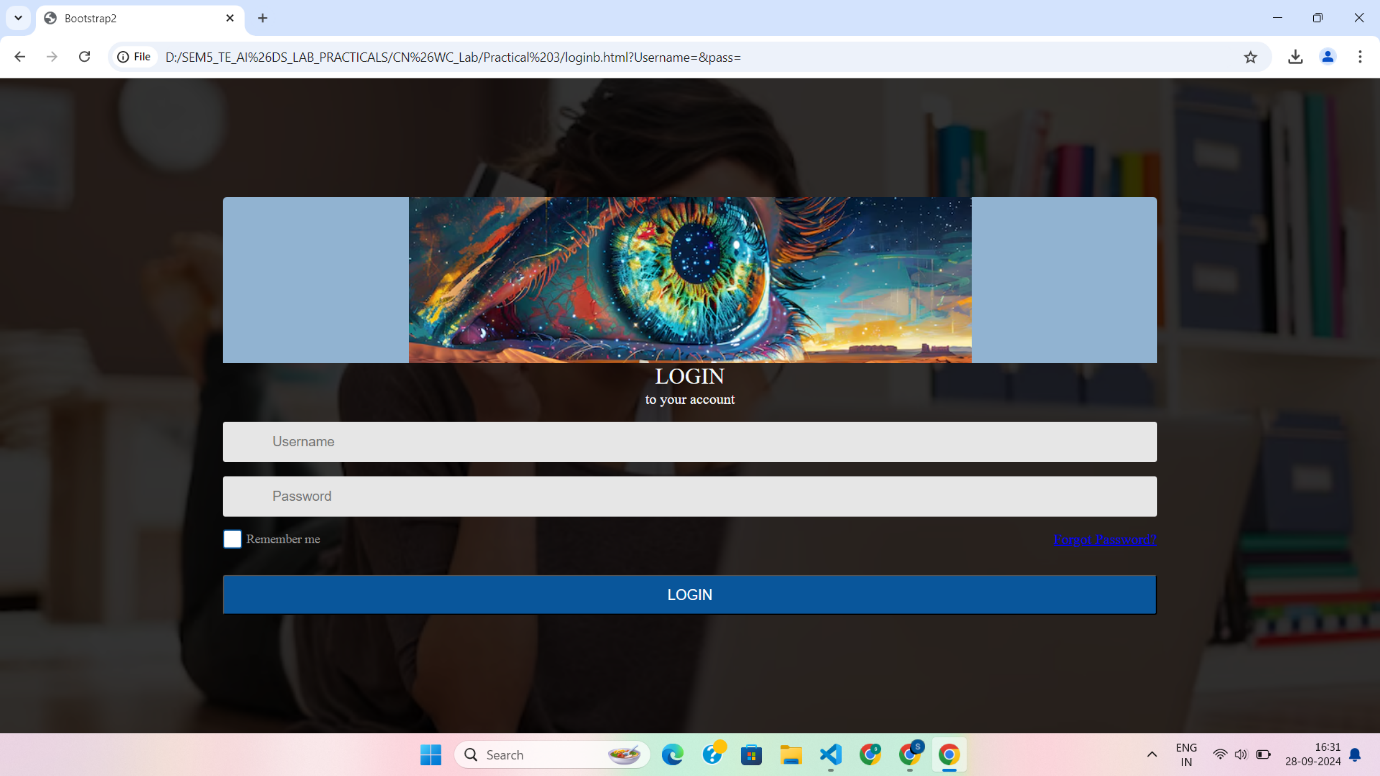 Bootstrap2
File
D:/SEM5_TE_AI%26DS_LAB_PRACTICALS/CN%26WC_Lab/Practical%203/loginb.html?Username=&pass=
LOGIN
to your account
Username
Password
Remember me
Forgot Password?
LOGIN
Search
S
ENG
IN
16:31
28-09-2024